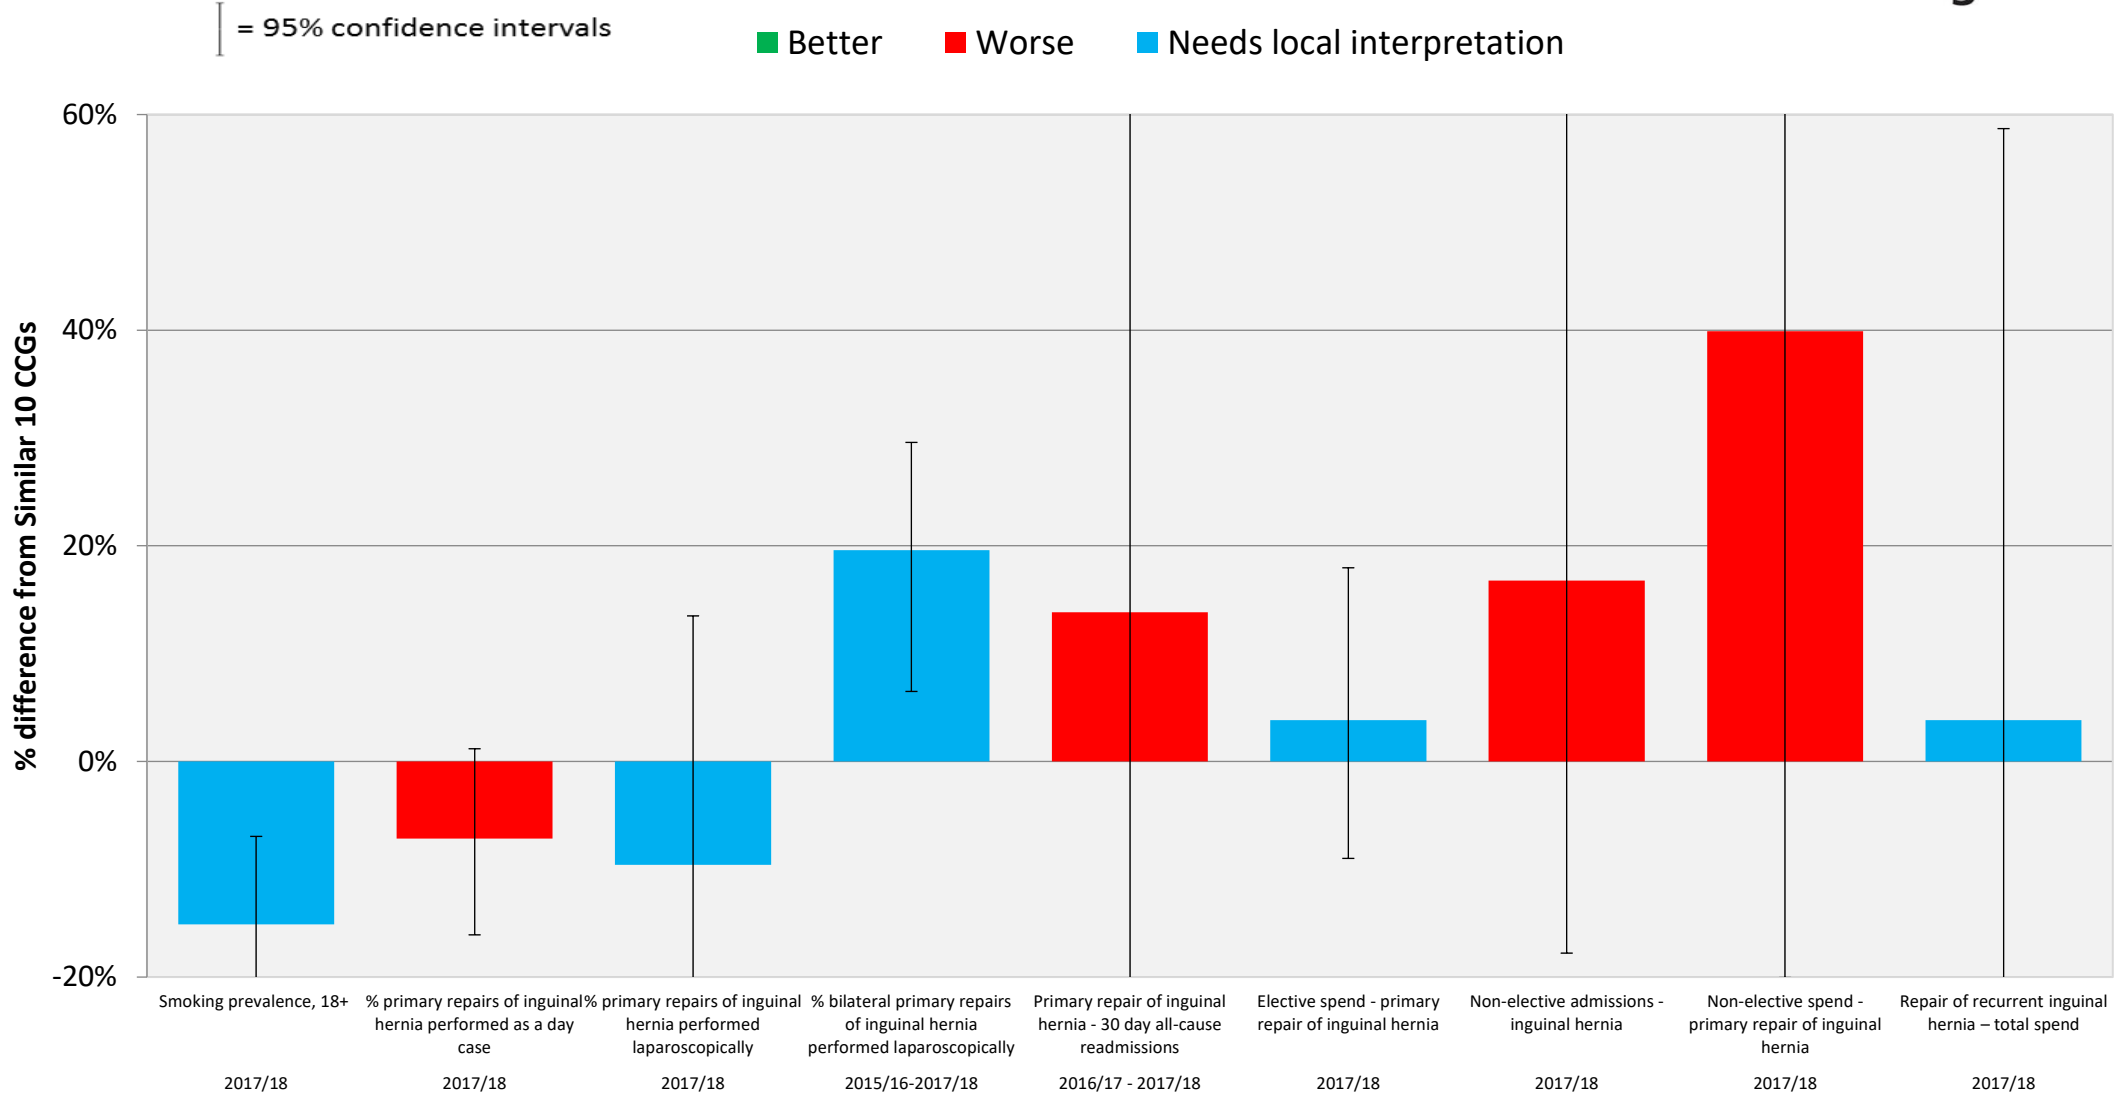 = 95% confidence intervals
Better Worse Needs local interpretation
60%
40%
20%
0%
-20%
% difference from Similar 10 CCGs
Smoking prevalence, 18+
2017/18
% primary repairs of inguinal
hernia performed as a day
case
2017/18
% primary repairs of inguinal
hernia performed
laparoscopically
2017/18
% bilateral primary repairs
of inguinal hernia
performed laparoscopically
2015/16-2017/18
Primary repair of inguinal
hernia - 30 day all-cause
readmissions
2016/17 - 2017/18
Elective spend - primary
repair of inguinal hernia
2017/18
Non-elective admissions -
inguinal hernia
2017/18
Non-elective spend -
primary repair of inguinal
hernia
2017/18
Repair of recurrent inguinal
hernia – total spend
2017/18